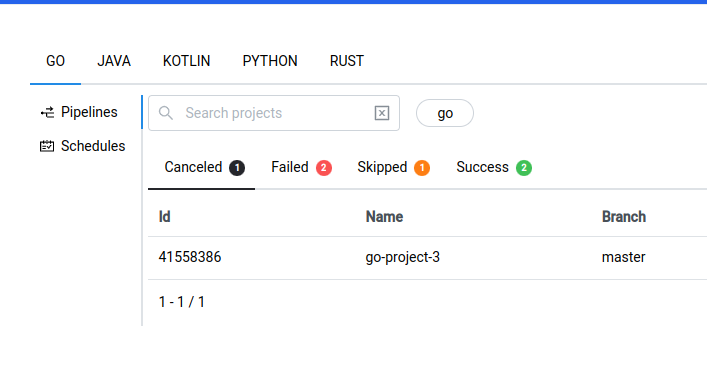 GO JAVA KOTLIN PYTHON RUST
Pipelines
Schedules
Search projects
go
Canceled 1 Failed 2 Skipped 1 Success 2
Id Name Branch
41558386 go-project-3 master
1 - 1 / 1